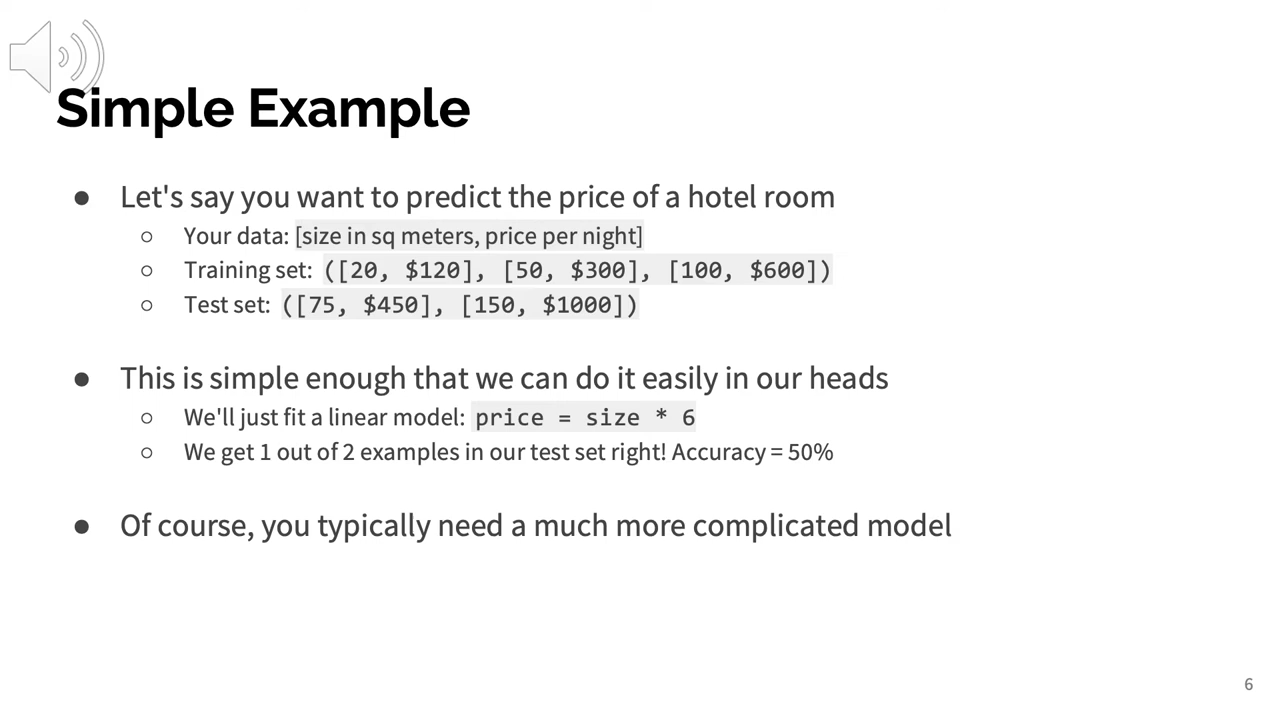 Simple Example
● Let's say you want to predict the price of a hotel room
○ Your data: [size in sq meters, price per night]
○ Training set: ([20, $120], [50, $300], [100, $600])
○ Test set: ([75, $450], [150, $1000])
● This is simple enough that we can do it easily in our heads
○ We'll just fit a linear model: price = size * 6
○ We get 1 out of 2 examples in our test set right! Accuracy = 50%
● Of course, you typically need a much more complicated model
6